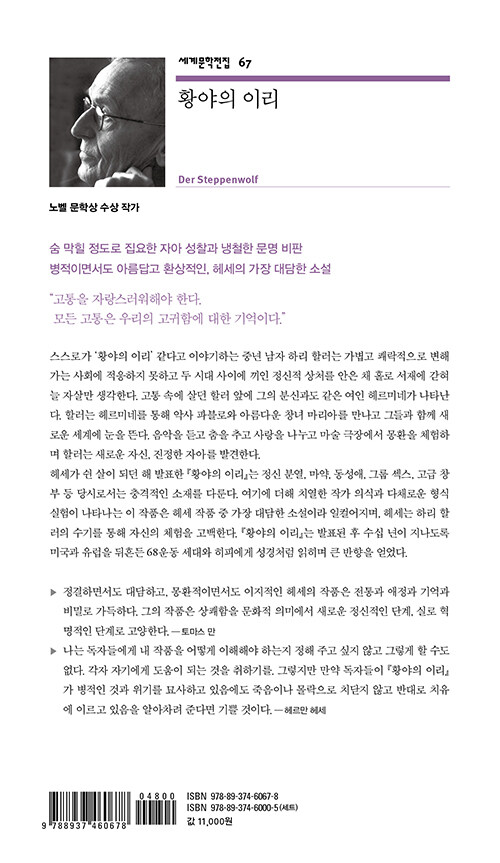 세계문학전집 67
황야의 이리
Der Steppenwolf
노벨 문학상 수상 작가
숨 막힐 정도로 집요한 자아 성찰과 냉철한 문명 비판
병적이면서도 아름답고 환상적인, 헤세의 가장 대담한 소설
“고통을 자랑스러워해야 한다.
모든 고통은 우리의 고귀함에 대한 기억이다.”
스스로가 ‘황야의 이리’ 같다고 이야기하는 중년 남자 하리 할러는 가볍고 쾌락적으로 변해
가는 사회에 적응하지 못하고 두 시대 사이에 끼인 정신적 상처를 안은 채 홀로 서재에 갇혀
늘 자살만 생각한다. 고통 속에 살던 할러 앞에 그의 분신과도 같은 여인 헤르미네가 나타난
다. 할러는 헤르미네를 통해 악사 파블로와 아름다운 창녀 마리아를 만나고 그들과 함께 새
로운 세계에 눈을 뜬다. 음악을 듣고 춤을 추고 사랑을 나누고 마술 극장에서 몽환을 체험하
며 할러는 새로운 자신, 진정한 자아를 발견한다.
헤세가 쉰 살이 되던 해 발표한 『황야의 이리』는 정신 분열, 마약, 동성애, 그룹 섹스, 고급 창
부 등 당시로서는 충격적인 소재를 다룬다. 여기에 더해 치열한 작가 의식과 다채로운 형식
실험이 나타나는 이 작품은 헤세 작품 중 가장 대담한 소설이라 일컬어지며, 헤세는 하리 할
러의 수기를 통해 자신의 체험을 고백한다. 『황야의 이리』는 발표된 후 수십 년이 지나도록
미국과 유럽을 뒤흔든 68운동 세대와 히피에게 성경처럼 읽히며 큰 반향을 얻었다.
▶ 정결하면서도 대담하고, 몽환적이면서도 이지적인 헤세의 작품은 전통과 애정과 기억과
비밀로 가득하다. 그의 작품은 상쾌함을 문화적 의미에서 새로운 정신적인 단계, 실로 혁
명적인 단계로 고양한다. ─ 토마스 만
▶ 나는 독자들에게 내 작품을 어떻게 이해해야 하는지 정해 주고 싶지 않고 그렇게 할 수도
없다. 각자 자기에게 도움이 되는 것을 취하기를. 그렇지만 만약 독자들이 『황야의 이리』
가 병적인 것과 위기를 묘사하고 있음에도 죽음이나 몰락으로 치닫지 않고 반대로 치유
에 이르고 있음을 알아차려 준다면 기쁠 것이다. ─ 헤르만 헤세
04800
9 788937 460678
ISBN 978-89-374-6067-8
ISBN 978-89-374-6000-5(세트)
값 11,000원